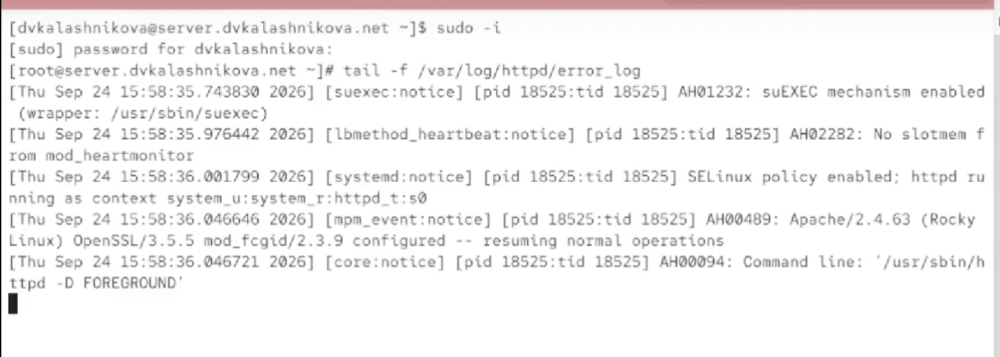 [dvkalashnikova@server.dvkalashnikova.net ~]$ sudo -i
[sudo] password for dvkalashnikova:
[root@server.dvkalashnikova.net ~]# tail -f /var/log/httpd/error_log
[Thu Sep 24 15:58:35.743830 2026] [suexec:notice] [pid 18525:tid 18525] AH01232: suEXEC mechanism enabled
 (wrapper: /usr/sbin/suexec)
[Thu Sep 24 15:58:35.976442 2026] [lbmethod_heartbeat:notice] [pid 18525:tid 18525] AH02282: No slotmem f
rom mod_heartmonitor
[Thu Sep 24 15:58:36.001799 2026] [systemd:notice] [pid 18525:tid 18525] SELinux policy enabled; httpd ru
nning as context system_u:system_r:httpd_t:s0
[Thu Sep 24 15:58:36.046646 2026] [mpm_event:notice] [pid 18525:tid 18525] AH00489: Apache/2.4.63 (Rocky
Linux) OpenSSL/3.5.5 mod_fcgid/2.3.9 configured -- resuming normal operations
[Thu Sep 24 15:58:36.046721 2026] [core:notice] [pid 18525:tid 18525] AH00094: Command line: '/usr/sbin/h
ttpd -D FOREGROUND'